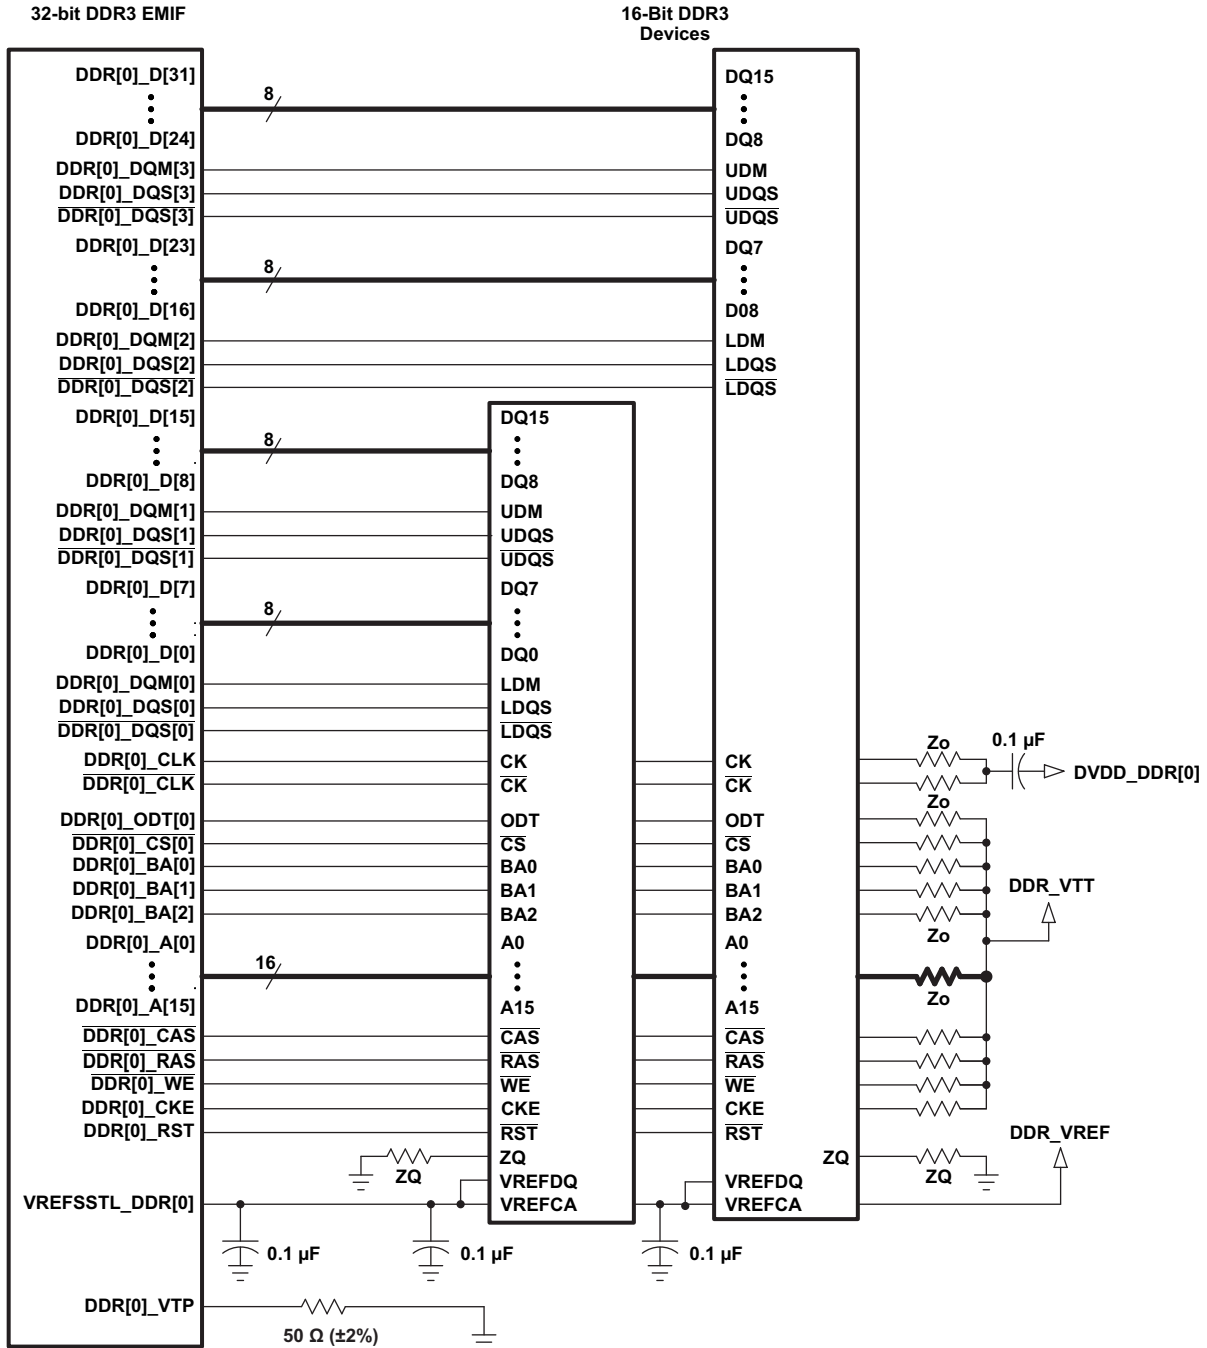 32-bit DDR3 EMIF
16-Bit DDR3
Devices
DDR[0]_D[31]
8
DQ15
DDR[0]_D[24]
DQ8
DDR[0]_DQM[3]
UDM
DDR[0]_DQS[3]
UDQS
DDR[0]_DQS[3]
UDQS
DDR[0]_D[23]
DQ7
8
DDR[0]_D[16]
D08
DDR[0]_DQM[2]
LDM
DDR[0]_DQS[2]
LDQS
DDR[0]_DQS[2]
LDQS
DDR[0]_D[15]
DQ15
8
DDR[0]_D[8]
DQ8
DDR[0]_DQM[1]
UDM
DDR[0]_DQS[1]
UDQS
DDR[0]_DQS[1]
UDQS
DDR[0]_D[7]
DQ7
8
DDR[0]_D[0]
DQ0
DDR[0]_DQM[0]
LDM
DDR[0]_DQS[0]
LDQS
DDR[0]_DQS[0]
LDQS
Zo
0.1 µF
DDR[0]_CLK
CK
CK
DVDD_DDR[0]
DDR[0]_CLK
CK
CK
Zo
DDR[0]_ODT[0]
ODT
ODT
DDR[0]_CS[0]
CS
CS
DDR[0]_BA[0]
BA0
BA0
DDR[0]_BA[1]
BA1
BA1
DDR_VTT
DDR[0]_BA[2]
BA2
BA2
Zo
DDR[0]_A[0]
A0
A0
16
Zo
DDR[0]_A[15]
A15
A15
DDR[0]_CAS
CAS
CAS
DDR[0]_RAS
RAS
RAS
DDR[0]_WE
WE
WE
DDR[0]_CKE
CKE
CKE
DDR[0]_RST
RST
RST
DDR_VREF
ZQ
ZQ
ZQ
ZQ
VREFDQ
VREFDQ
VREFSSTL_DDR[0]
VREFCA
VREFCA
0.1 µF
0.1 µF
0.1 µF
DDR[0]_VTP
50 Ω (±2%)